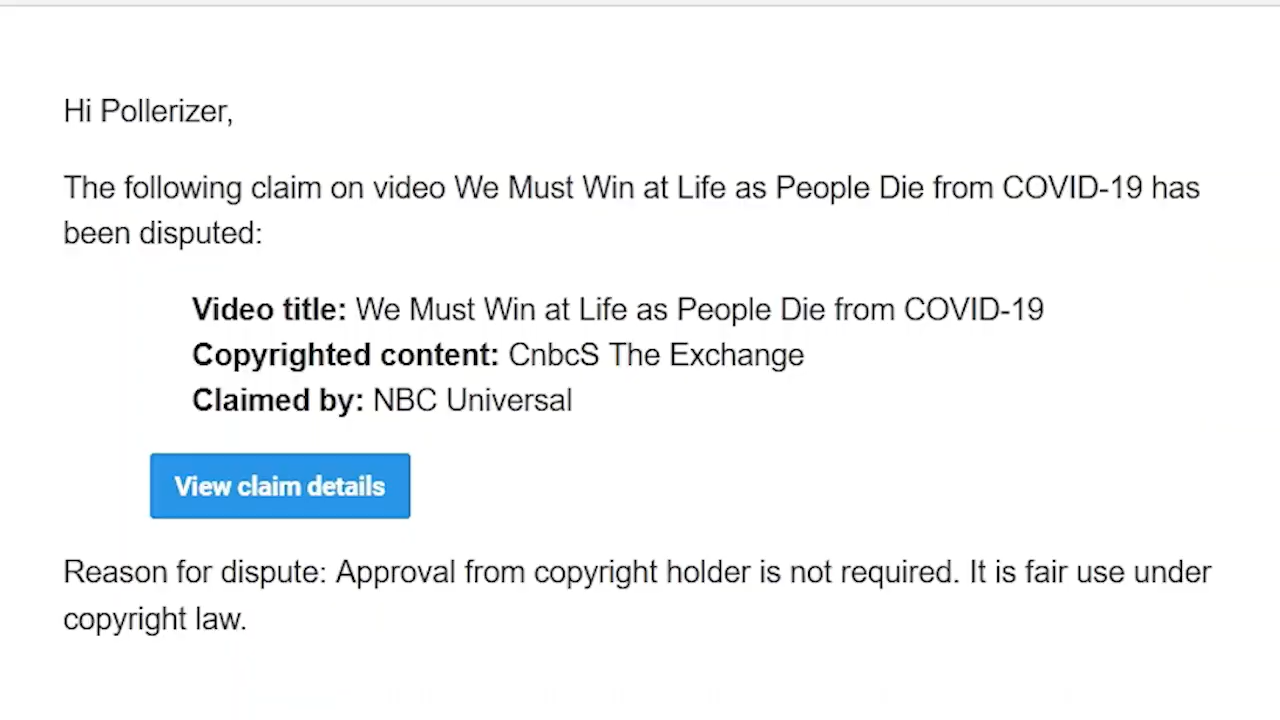 Hi Pollerizer,
The following claim on video We Must Win at Life as People Die from COVID-19 has
been disputed:
Video title: We Must Win at Life as People Die from COVID-19
Copyrighted content: CnbcS The Exchange
Claimed by: NBC Universal
View claim details
Reason for dispute: Approval from copyright holder is not required. It is fair use under
copyright law.